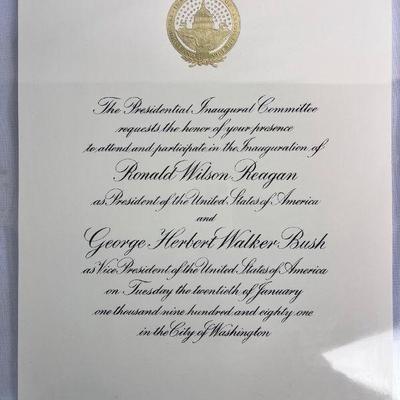 The Presidential Inaugural Committee
requests the honor of your presence
to attend and participate in the Inauguration of
Ronald Wilson Reagan
as President of the United States of America
and
George Herbert Walker Bush
as Vice President of the United States of America
on Tuesday the twentieth of January
one thousand nine hundred and eighty one
in the City of Washington